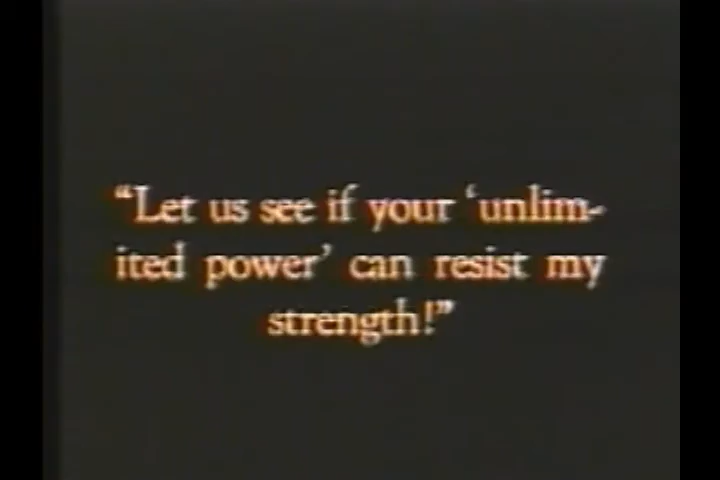 “Let us see if your ‘unlim-
ited power’ can resist my
strength!”